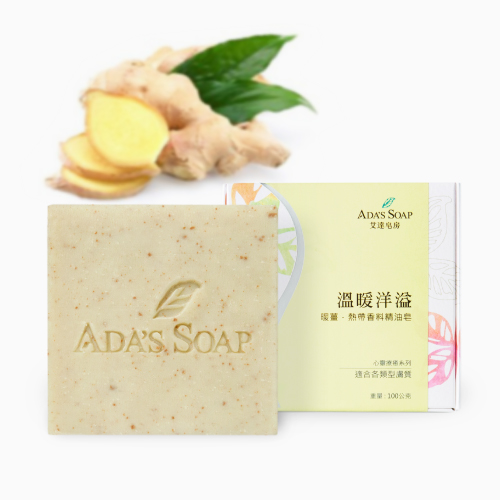 ADA'S SOAP
艾達皂房
溫暖洋溢
暖薑．熱帶香料精油皂
心靈療癒系列
適合各類型膚質
重量：100公克
ADA'S SOAP